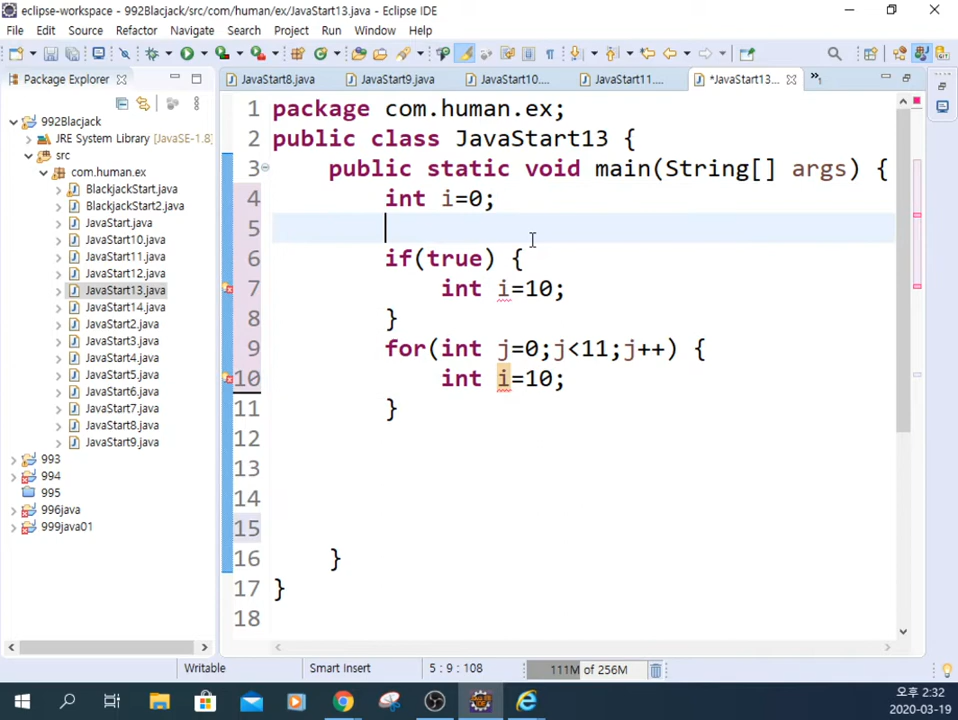 eclipse-workspace - 992Blacjack/src/com/human/ex/JavaStart13.java - Eclipse IDE
File Edit Source Refactor Navigate Search Project Run Window Help
Package Explorer
JavaStart8.java JavaStart9.java JavaStart10.... JavaStart11.... *JavaStart13... »1
992Blackjack
JRE System Library [JavaSE-1.8]
src
com.human.ex
BlackjackStart.java
BlackjackStart2.java
JavaStart.java
JavaStart10.java
JavaStart11.java
JavaStart12.java
JavaStart13.java
JavaStart14.java
JavaStart2.java
JavaStart3.java
JavaStart4.java
JavaStart5.java
JavaStart6.java
JavaStart7.java
JavaStart8.java
JavaStart9.java
993
994
995
996java
999java01
1 package com.human.ex;
2 public class JavaStart13 {
3 public static void main(String[] args) {
4 int i=0;
5
6 if(true) {
7 int i=10;
8 }
9 for(int j=0;j<11;j++) {
10 int i=10;
11 }
12
13
14
15
16 }
17 }
18
Writable Smart Insert 5 : 9 : 108 111M of 256M
오후 2:32
2020-03-19